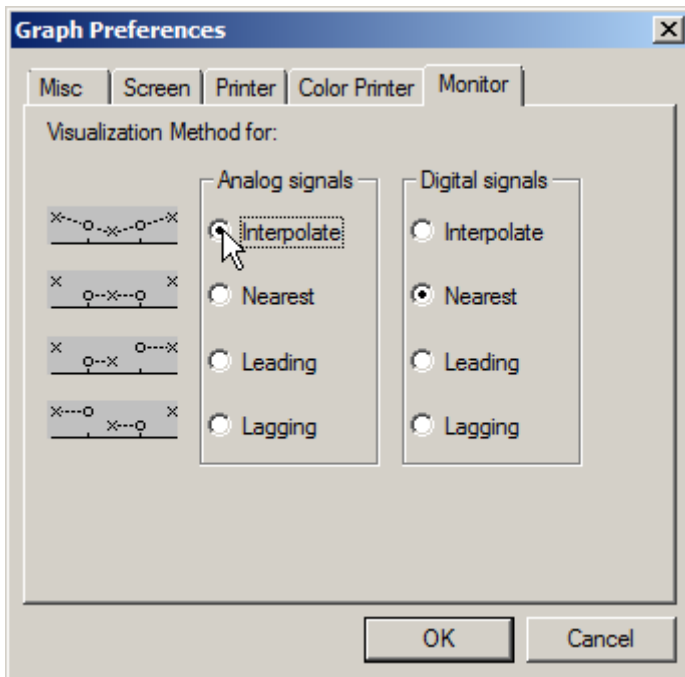 Graph Preferences
Misc Screen Printer Color Printer Monitor
Visualization Method for:
Analog signals Digital signals
Interpolate Interpolate
Nearest Nearest
Leading Leading
Lagging Lagging
OK Cancel